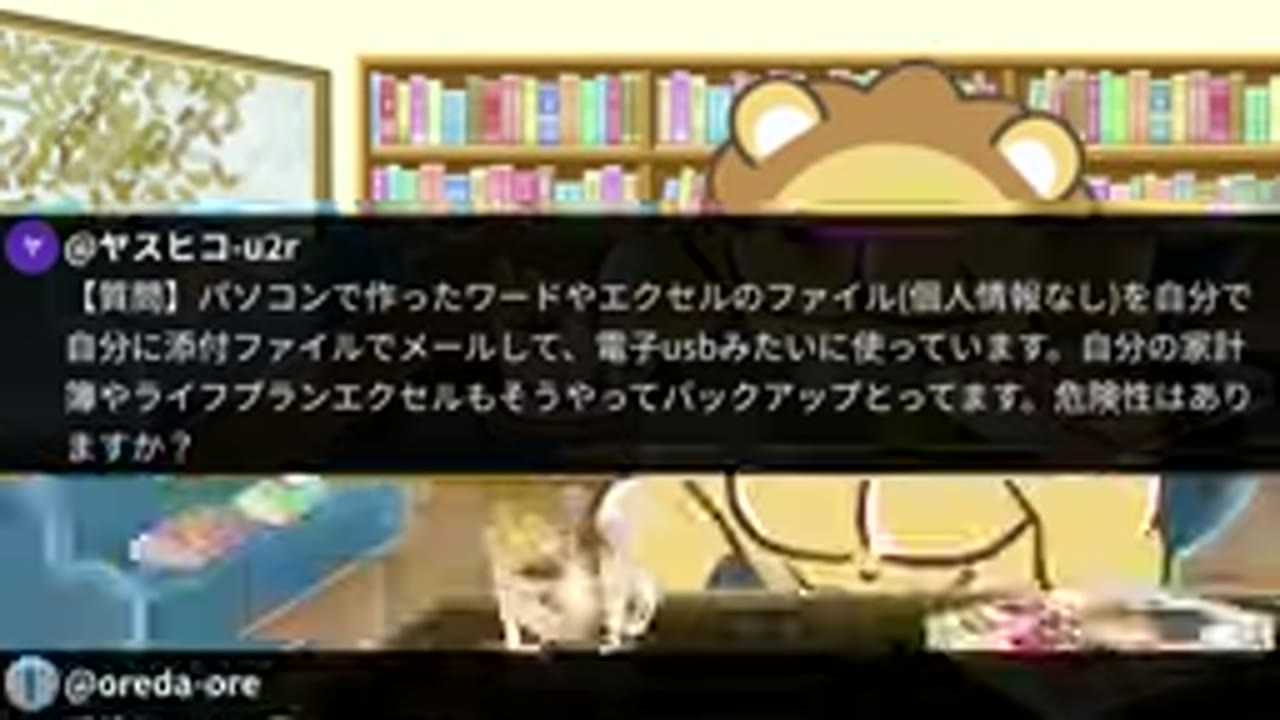 ヤ @ヤスヒコ-u2r
【質問】パソコンで作ったワードやエクセルのファイル(個人情報なし)を自分で
自分に添付ファイルでメールして、電子usbみたいに使っています。自分の家計
簿やライフプランエクセルもそうやってバックアップとってます。危険性はあり
ますか？
@oreda-ore